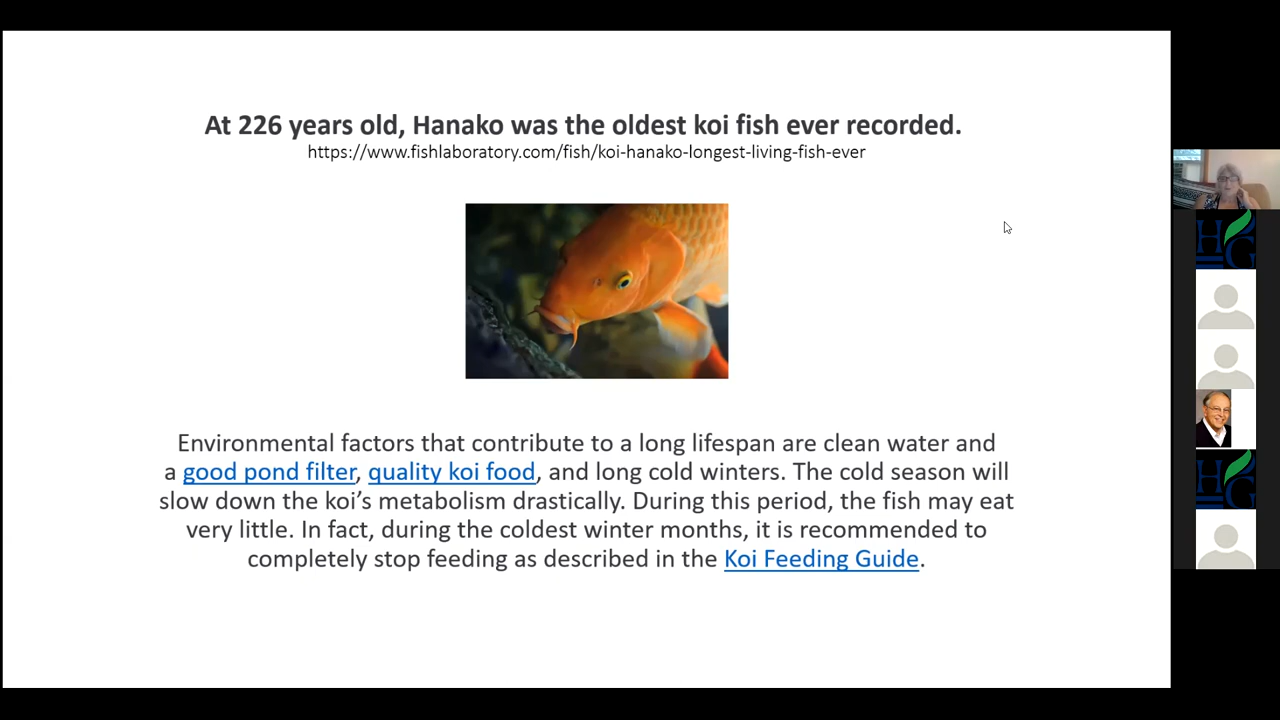 At 226 years old, Hanako was the oldest koi fish ever recorded.
https://www.fishlaboratory.com/fish/koi-hanako-longest-living-fish-ever
Environmental factors that contribute to a long lifespan are clean water and
a good pond filter, quality koi food, and long cold winters. The cold season will
slow down the koi’s metabolism drastically. During this period, the fish may eat
very little. In fact, during the coldest winter months, it is recommended to
completely stop feeding as described in the Koi Feeding Guide.
H G
H G